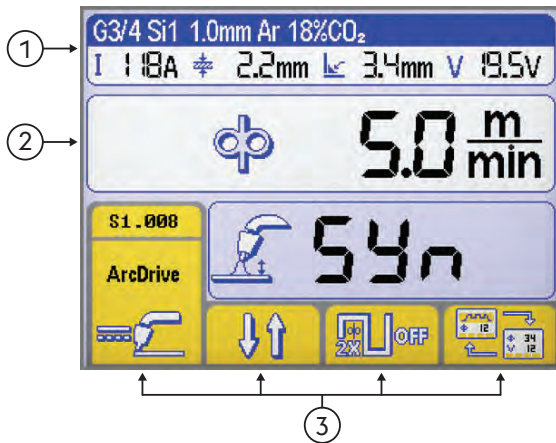 G3/4 Si1 1.0mm Ar 18%CO₂
I 118A 2.2mm 3.4mm V 19.5V
1
2
5.0 m/min
S1.008
ArcDrive
Syn
2X OFF
12
34
V 12
3